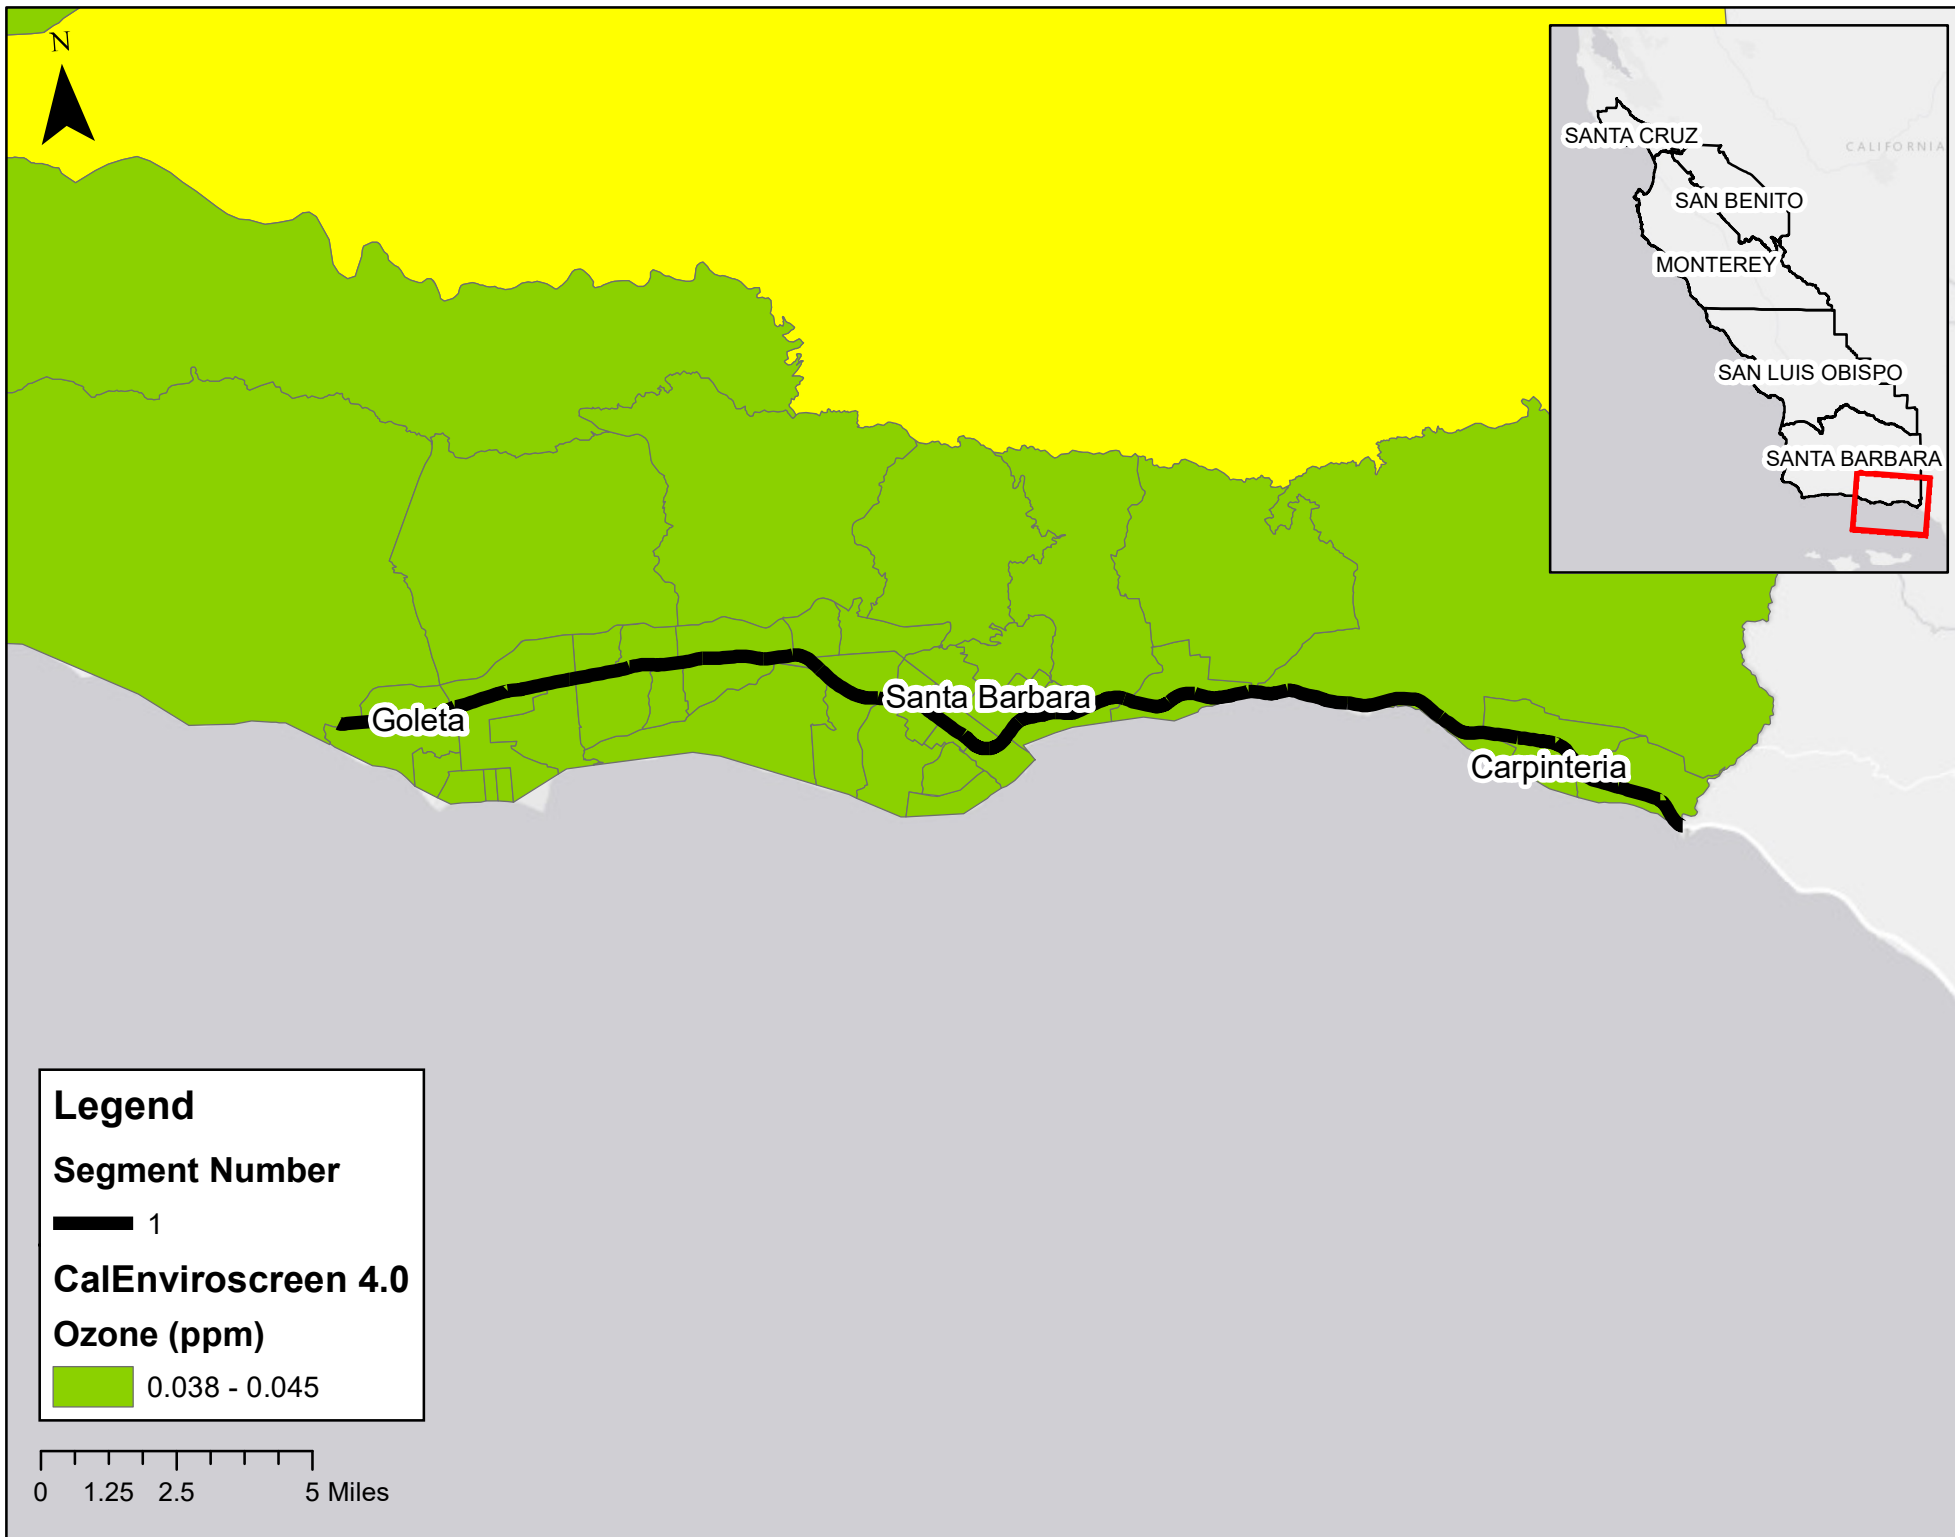 N
SANTA CRUZ
CALIFORNIA
SAN BENITO
MONTEREY
SAN LUIS OBISPO
SANTA BARBARA
Goleta
Santa Barbara
Carpinteria
Legend
Segment Number
1
CalEnviroscreen 4.0
Ozone (ppm)
0.038 - 0.045
0 1.25 2.5 5 Miles